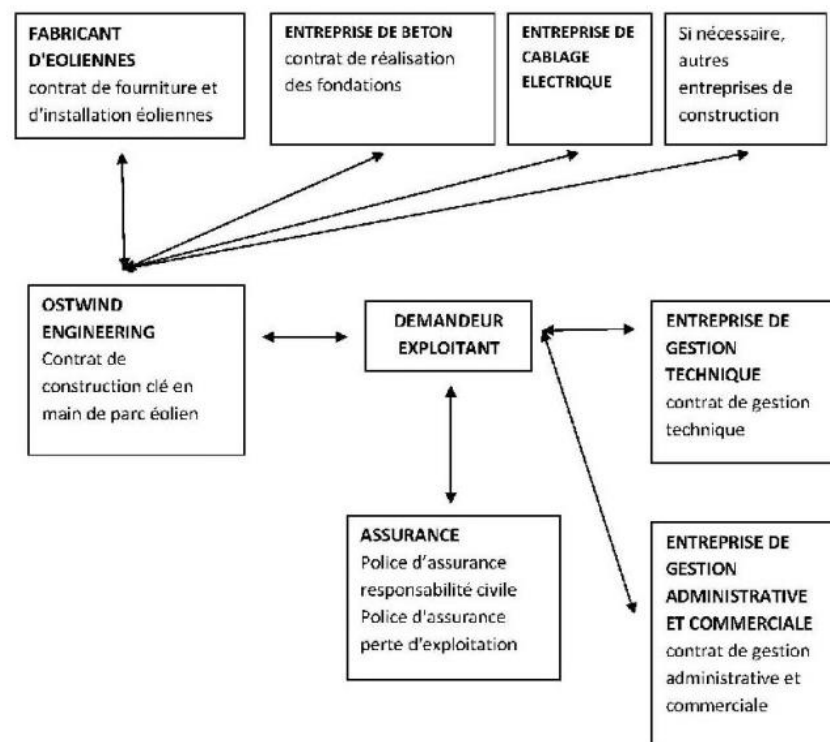 FABRICANT
D'EOLIENNES
contrat de fourniture et
d'installation éoliennes
ENTREPRISE DE BETON
contrat de réalisation
des fondations
ENTREPRISE DE
CABLAGE
ELECTRIQUE
Si nécessaire,
autres
entreprises de
construction
OSTWIND
ENGINEERING
Contrat de
construction clé en
main de parc éolien
DEMANDEUR
EXPLOITANT
ENTREPRISE DE
GESTION
TECHNIQUE
contrat de gestion
technique
ASSURANCE
Police d'assurance
responsabilité civile
Police d'assurance
perte d'exploitation
ENTREPRISE DE
GESTION
ADMINISTRATIVE
ET COMMERCIALE
contrat de gestion
administrative et
commerciale